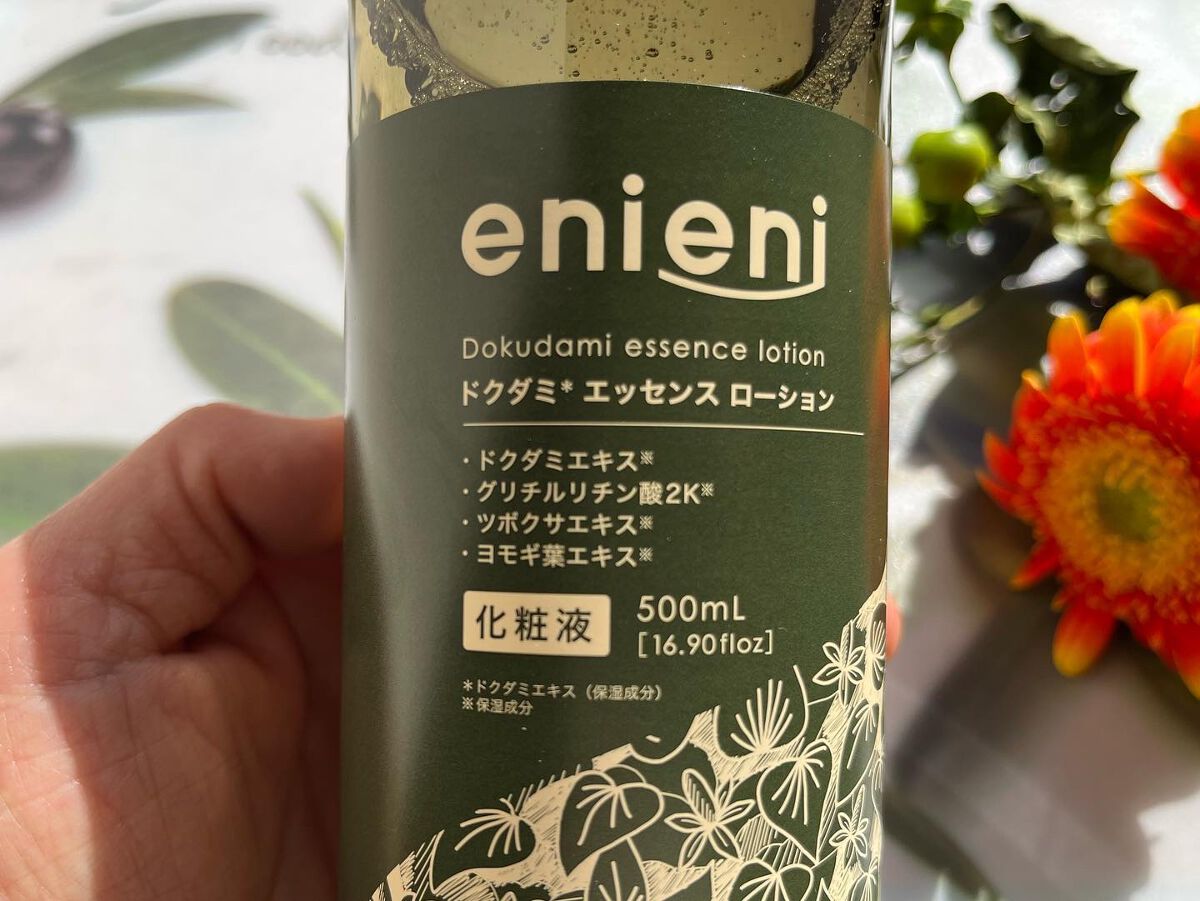 enieni
Dokudami essence lotion
ドクダミ* エッセンス ローション
・ドクダミエキス※
・グリチルリチン酸2K※
・ツボクサエキス※
・ヨモギ葉エキス※
化粧液
500mL
[16.90floz]
*ドクダミエキス（保湿成分）
※保湿成分